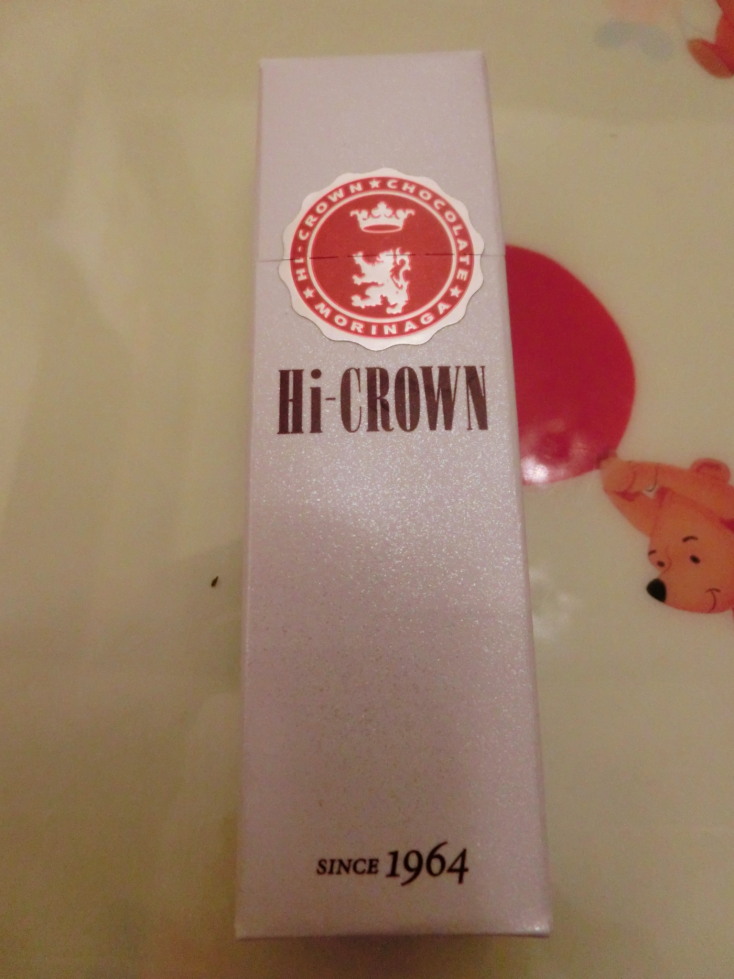 HI-CROWN★CHOCOLATE★
MORINAGA★
Hi-CROWN
SINCE 1964